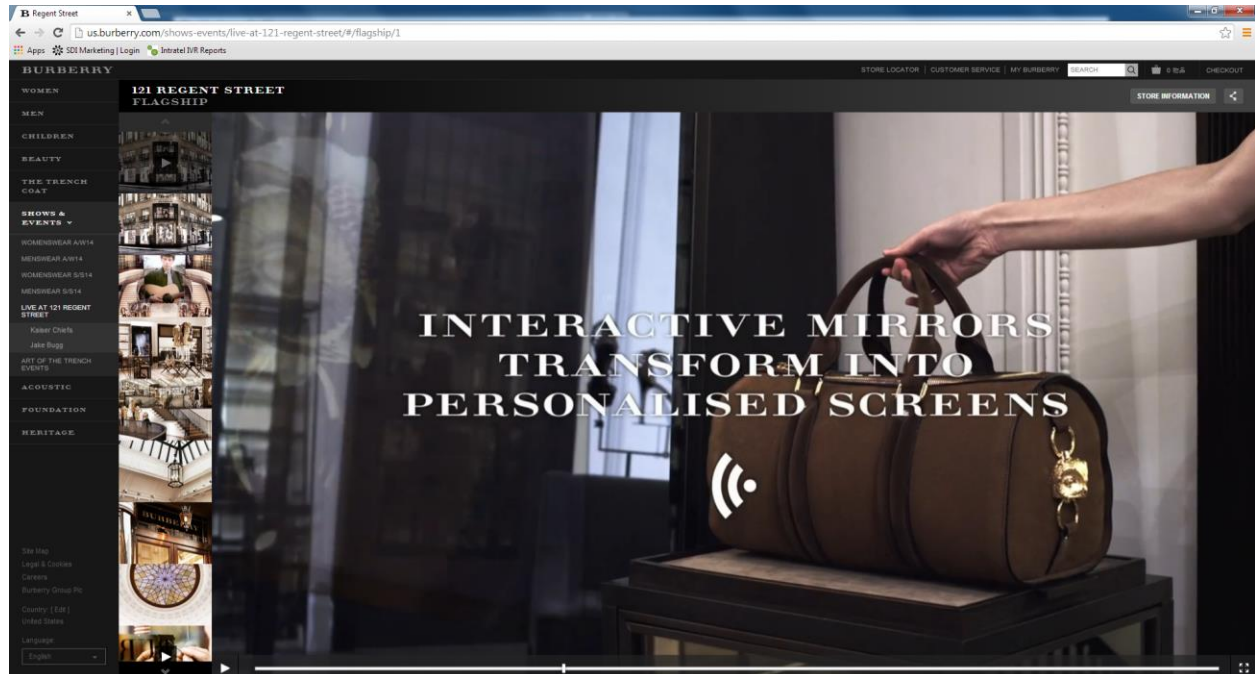 B Regent Street
us.burberry.com/shows-events/live-at-121-regent-street/#/flagship/1
Apps SDI Marketing | Login Intratel IVR Reports
BURBERRY
STORE LOCATOR | CUSTOMER SERVICE | MY BURBERRY SEARCH 0 CHECKOUT
WOMEN
MEN
CHILDREN
BEAUTY
THE TRENCH
COAT
SHOWS &
EVENTS
WOMENSWEAR A/W14
MENSWEAR A/W14
WOMENSWEAR S/S14
MENSWEAR S/S14
LIVE AT 121 REGENT
STREET
Kaiser Chiefs
Jake Bugg
ART OF THE TRENCH
EVENTS
ACOUSTIC
FOUNDATION
HERITAGE
Site Map
Legal & Cookies
Careers
Burberry Group Plc
Country: [ Edit ]
United States
Language
English
121 REGENT STREET
FLAGSHIP
STORE INFORMATION
BURBERRY
INTERACTIVE MIRRORS
TRANSFORM INTO
PERSONALISED SCREENS